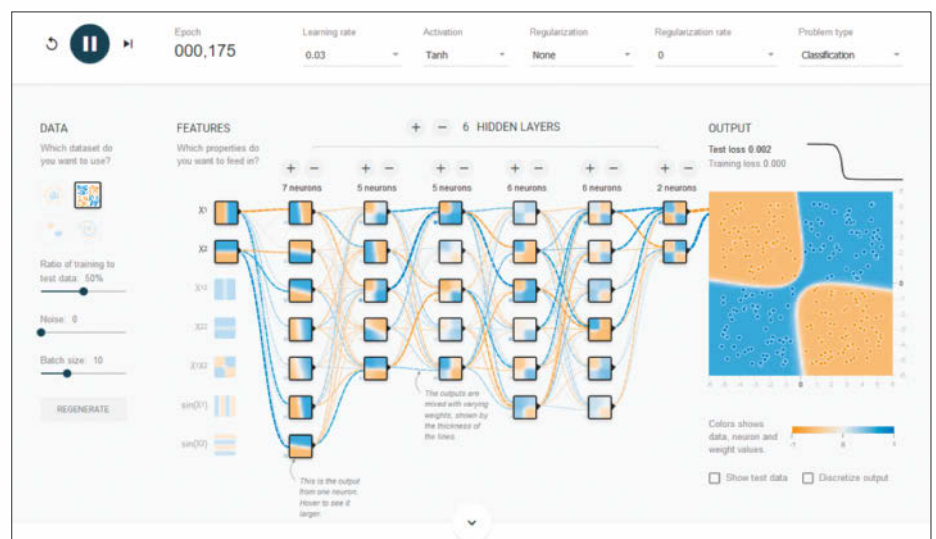 Epoch
000,175
Learning rate
0.03
Activation
Tanh
Regularization
None
Regularization rate
0
Problem type
Classification
DATA
Which dataset do
you want to use?
Ratio of training to
test data: 50%
Noise: 0
Batch size: 10
REGENERATE
FEATURES
Which properties do
you want to feed in?
X1
X2
X1X2
sin(X1)
sin(X2)
+ − 6 HIDDEN LAYERS
+ − + − + − + − + − + −
7 neurons 5 neurons 5 neurons 6 neurons 6 neurons 2 neurons
This is the output
from one neuron.
Hover to see it
larger.
The outputs are
mixed with varying
weights, shown by
the thickness of
the lines.
OUTPUT
Test loss 0.002
Training loss 0.000
Colors shows
data, neuron and
weight values.
-1 0 1
Show test data
Discretize output